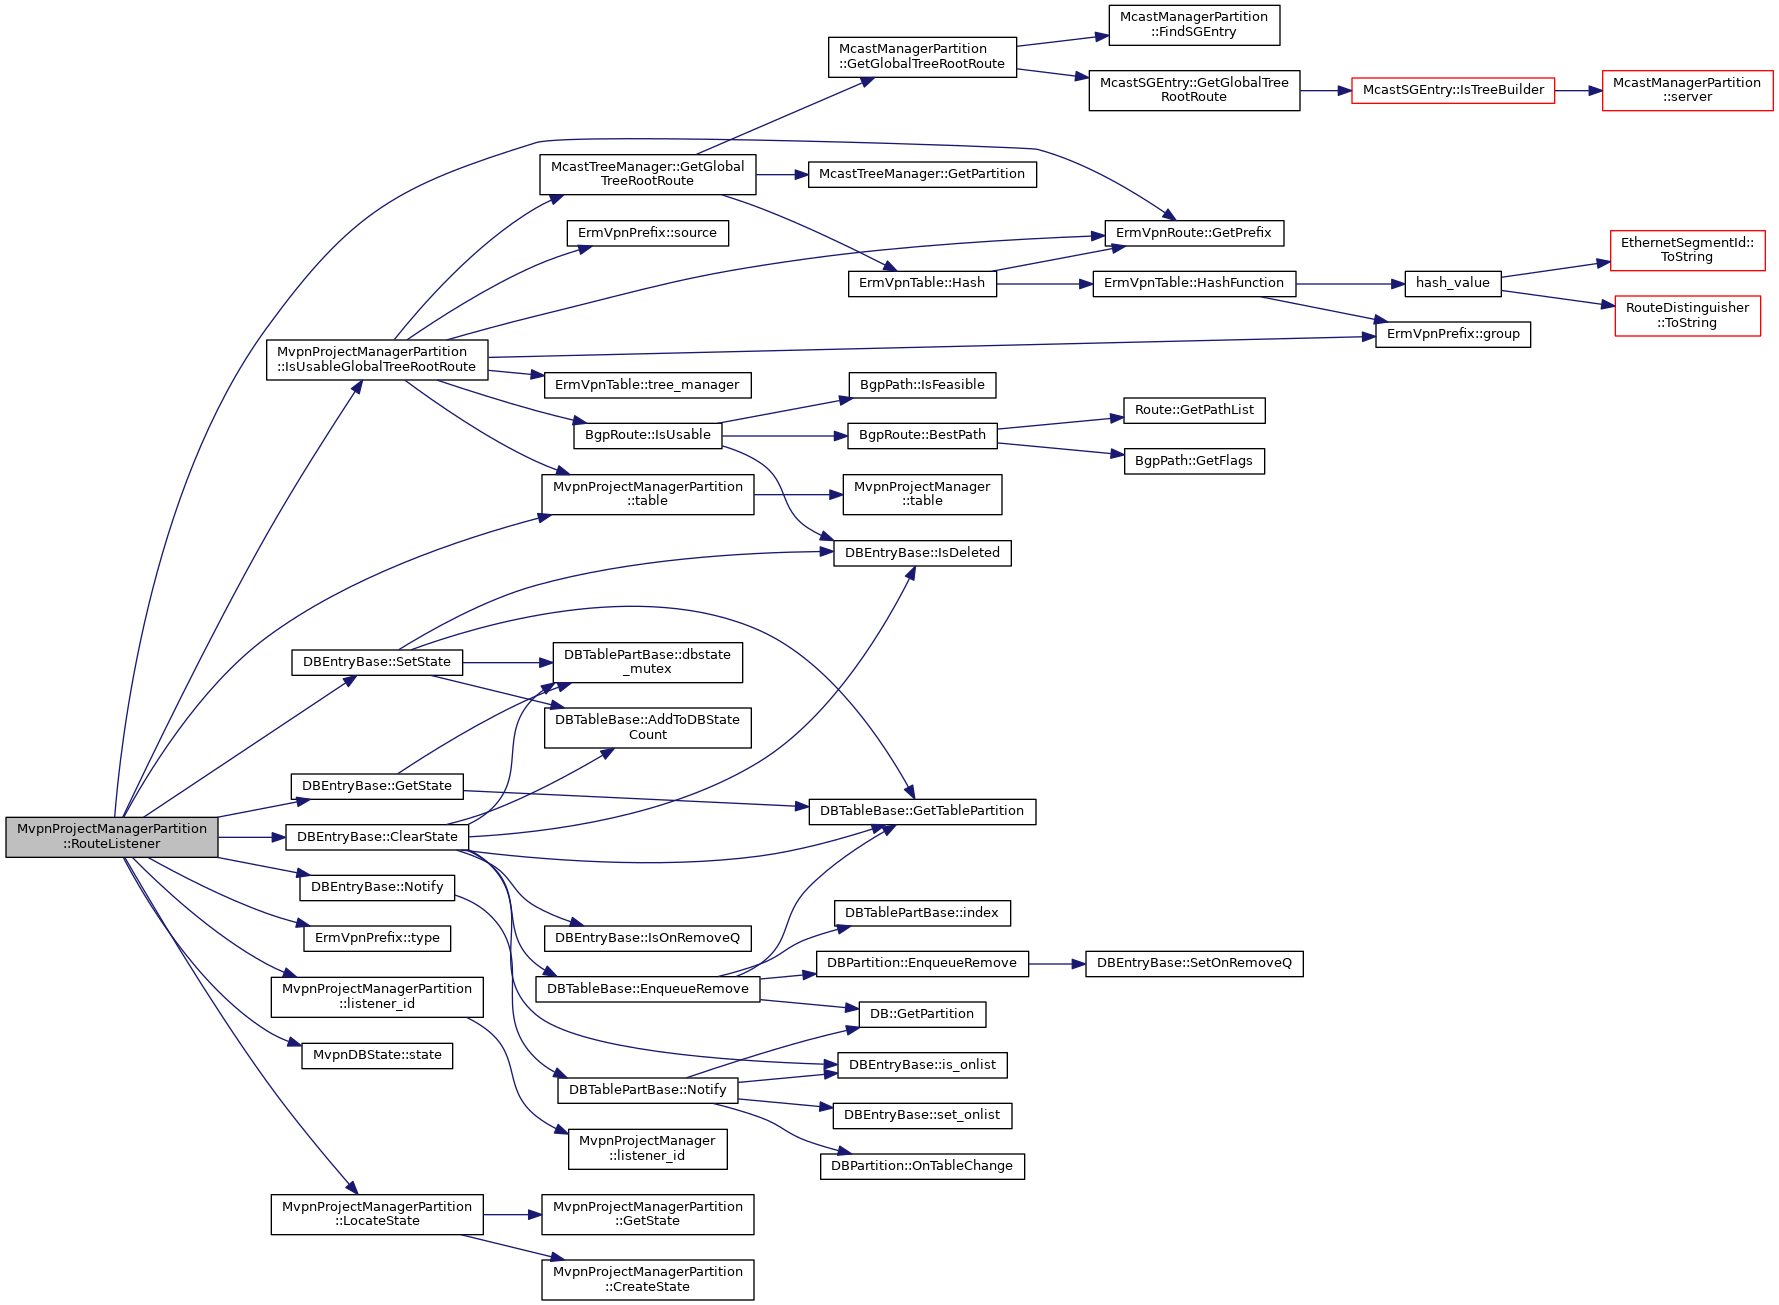 McastManagerPartition
::FindSGEntry
McastManagerPartition
::GetGlobalTreeRootRoute
McastSGEntry::GetGlobalTree
RootRoute
McastSGEntry::IsTreeBuilder
McastManagerPartition
::server
McastTreeManager::GetGlobal
TreeRootRoute
McastTreeManager::GetPartition
ErmVpnPrefix::source
ErmVpnRoute::GetPrefix
EthernetSegmentId::
ToString
ErmVpnTable::Hash
ErmVpnTable::HashFunction
hash_value
RouteDistinguisher
::ToString
ErmVpnPrefix::group
MvpnProjectManagerPartition
::IsUsableGlobalTreeRootRoute
ErmVpnTable::tree_manager
BgpPath::IsFeasible
Route::GetPathList
BgpRoute::IsUsable
BgpRoute::BestPath
BgpPath::GetFlags
MvpnProjectManagerPartition
::table
MvpnProjectManager
::table
DBEntryBase::IsDeleted
DBEntryBase::SetState
DBTablePartBase::dbstate
_mutex
DBTableBase::AddToDBState
Count
DBEntryBase::GetState
DBTableBase::GetTablePartition
MvpnProjectManagerPartition
::RouteListener
DBEntryBase::ClearState
DBEntryBase::Notify
DBTablePartBase::index
ErmVpnPrefix::type
DBEntryBase::IsOnRemoveQ
DBPartition::EnqueueRemove
DBEntryBase::SetOnRemoveQ
MvpnProjectManagerPartition
::listener_id
DBTableBase::EnqueueRemove
DB::GetPartition
MvpnDBState::state
DBEntryBase::is_onlist
DBTablePartBase::Notify
DBEntryBase::set_onlist
MvpnProjectManager
::listener_id
DBPartition::OnTableChange
MvpnProjectManagerPartition
::LocateState
MvpnProjectManagerPartition
::GetState
MvpnProjectManagerPartition
::CreateState